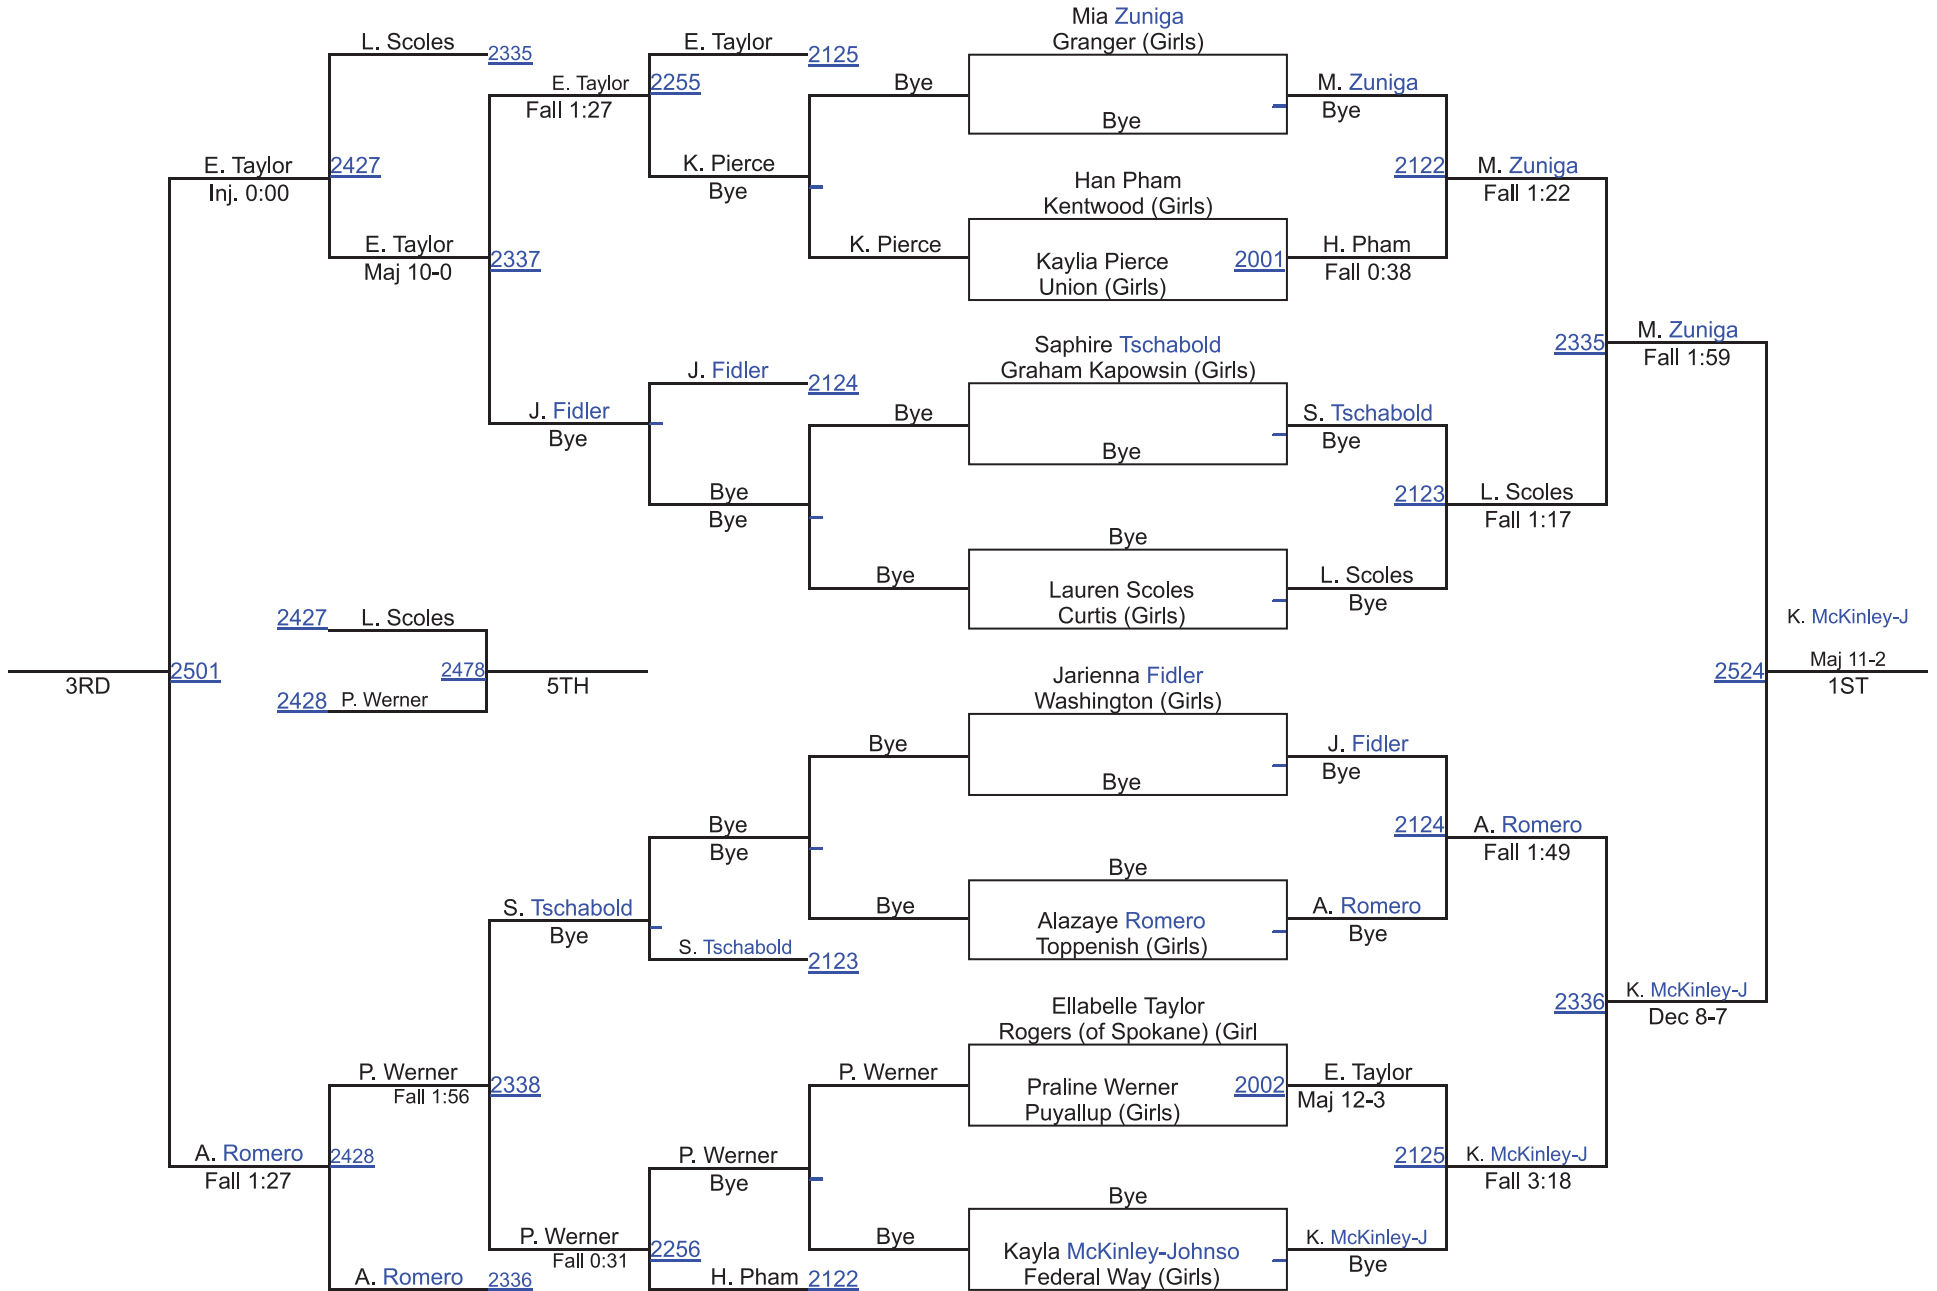 Mia Zuniga
Granger (Girls)
L. Scoles
2335
E. Taylor
2125
E. Taylor
2255
Fall 1:27
Bye
Bye
M. Zuniga
Bye
E. Taylor
2427
Inj. 0:00
K. Pierce
Bye
Han Pham
Kentwood (Girls)
2122
M. Zuniga
Fall 1:22
E. Taylor
Maj 10-0
2337
K. Pierce
Kaylia Pierce
Union (Girls)
2001
H. Pham
Fall 0:38
Saphire Tschabold
Graham Kapowsin (Girls)
2335
M. Zuniga
Fall 1:59
J. Fidler
2124
J. Fidler
Bye
Bye
Bye
S. Tschabold
Bye
Bye
Bye
2123
L. Scoles
Fall 1:17
Bye
Bye
Lauren Scoles
Curtis (Girls)
L. Scoles
Bye
2427
L. Scoles
K. McKinley-J
3RD
2501
2478
5TH
2428
P. Werner
Jarienna Fidler
Washington (Girls)
2524
Maj 11-2
1ST
Bye
Bye
J. Fidler
Bye
Bye
Bye
2124
A. Romero
Fall 1:49
Bye
S. Tschabold
Bye
Bye
Alazaye Romero
Toppenish (Girls)
A. Romero
Bye
S. Tschabold
2123
Ellabelle Taylor
Rogers (of Spokane) (Girl
2336
K. McKinley-J
Dec 8-7
P. Werner
Fall 1:56
2338
P. Werner
Praline Werner
Puyallup (Girls)
2002
E. Taylor
Maj 12-3
A. Romero
2428
Fall 1:27
P. Werner
Bye
2125
K. McKinley-J
Fall 3:18
Bye
P. Werner
Fall 0:31
2256
Bye
Kayla McKinley-Johnso
Federal Way (Girls)
K. McKinley-J
Bye
A. Romero
2336
H. Pham
2122